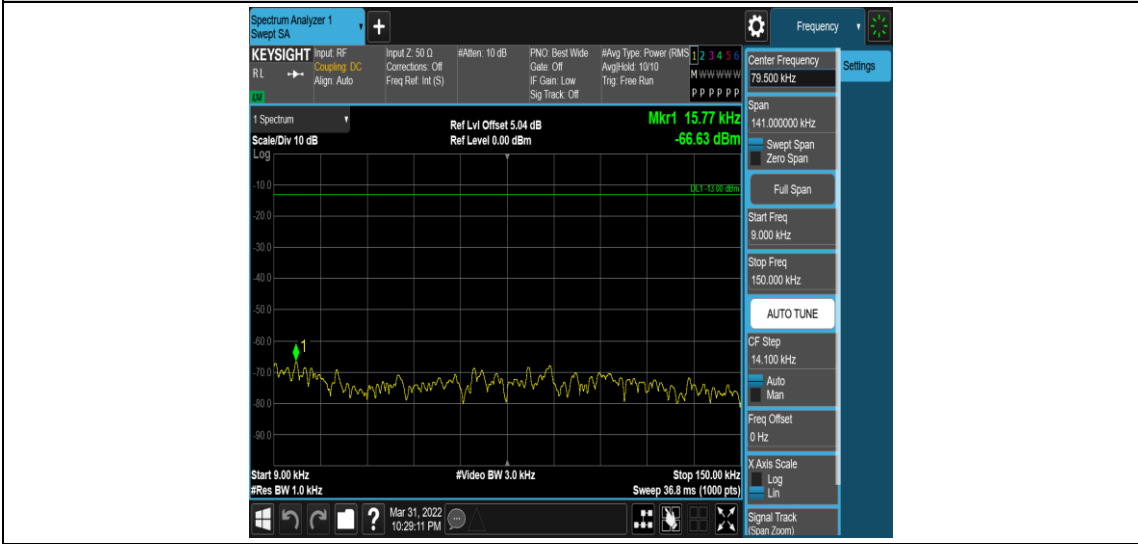 Spectrum Analyzer 1
Swept SA
+
Frequency
KEYSIGHT
RL
Input: RF
Coupling: DC
Align: Auto
Input Z: 50 Ω
Corrections: Off
Freq Ref: Int (S)
#Atten: 10 dB
PNO: Best Wide
Gate: Off
IF Gain: Low
Sig Track: Off
#Avg Type: Power (RMS
Avg|Hold: 10/10
Trig: Free Run
1 2 3 4 5 6
M W W W W W
P P P P P P
Center Frequency
79.500 kHz
Settings
Span
141.000000 kHz
Swept Span
Zero Span
Full Span
Start Freq
9.000 kHz
Stop Freq
150.000 kHz
AUTO TUNE
CF Step
14.100 kHz
Auto
Man
Freq Offset
0 Hz
X Axis Scale
Log
Lin
Signal Track
(Span Zoom)
1 Spectrum
Scale/Div 10 dB
Ref Lvl Offset 5.04 dB
Ref Level 0.00 dBm
Mkr1 15.77 kHz
-66.63 dBm
Log
-10.0
DL1 -13.00 dBm
-20.0
-30.0
-40.0
-50.0
-60.0
1
-70.0
-80.0
-90.0
Start 9.00 kHz
#Video BW 3.0 kHz
Stop 150.00 kHz
#Res BW 1.0 kHz
Sweep 36.8 ms (1000 pts)
?
Mar 31, 2022
10:29:11 PM